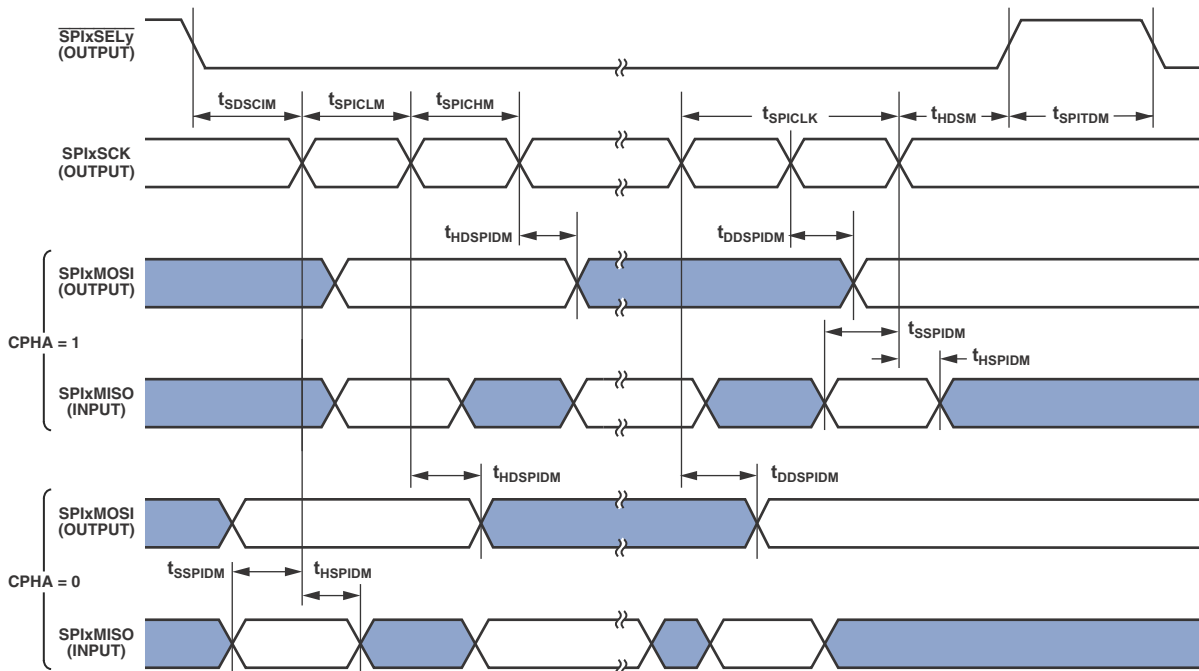 SPIxSELy
(OUTPUT)
tSDSCIM
tSPICLM
tSPICHM
tSPICLK
tHDSM
tSPITDM
SPIxSCK
(OUTPUT)
tHDSPIDM
tDDSPIDM
SPIxMOSI
(OUTPUT)
CPHA = 1
tSSPIDM
tHSPIDM
SPIxMISO
(INPUT)
tHDSPIDM
tDDSPIDM
SPIxMOSI
(OUTPUT)
CPHA = 0
tSSPIDM
tHSPIDM
SPIxMISO
(INPUT)